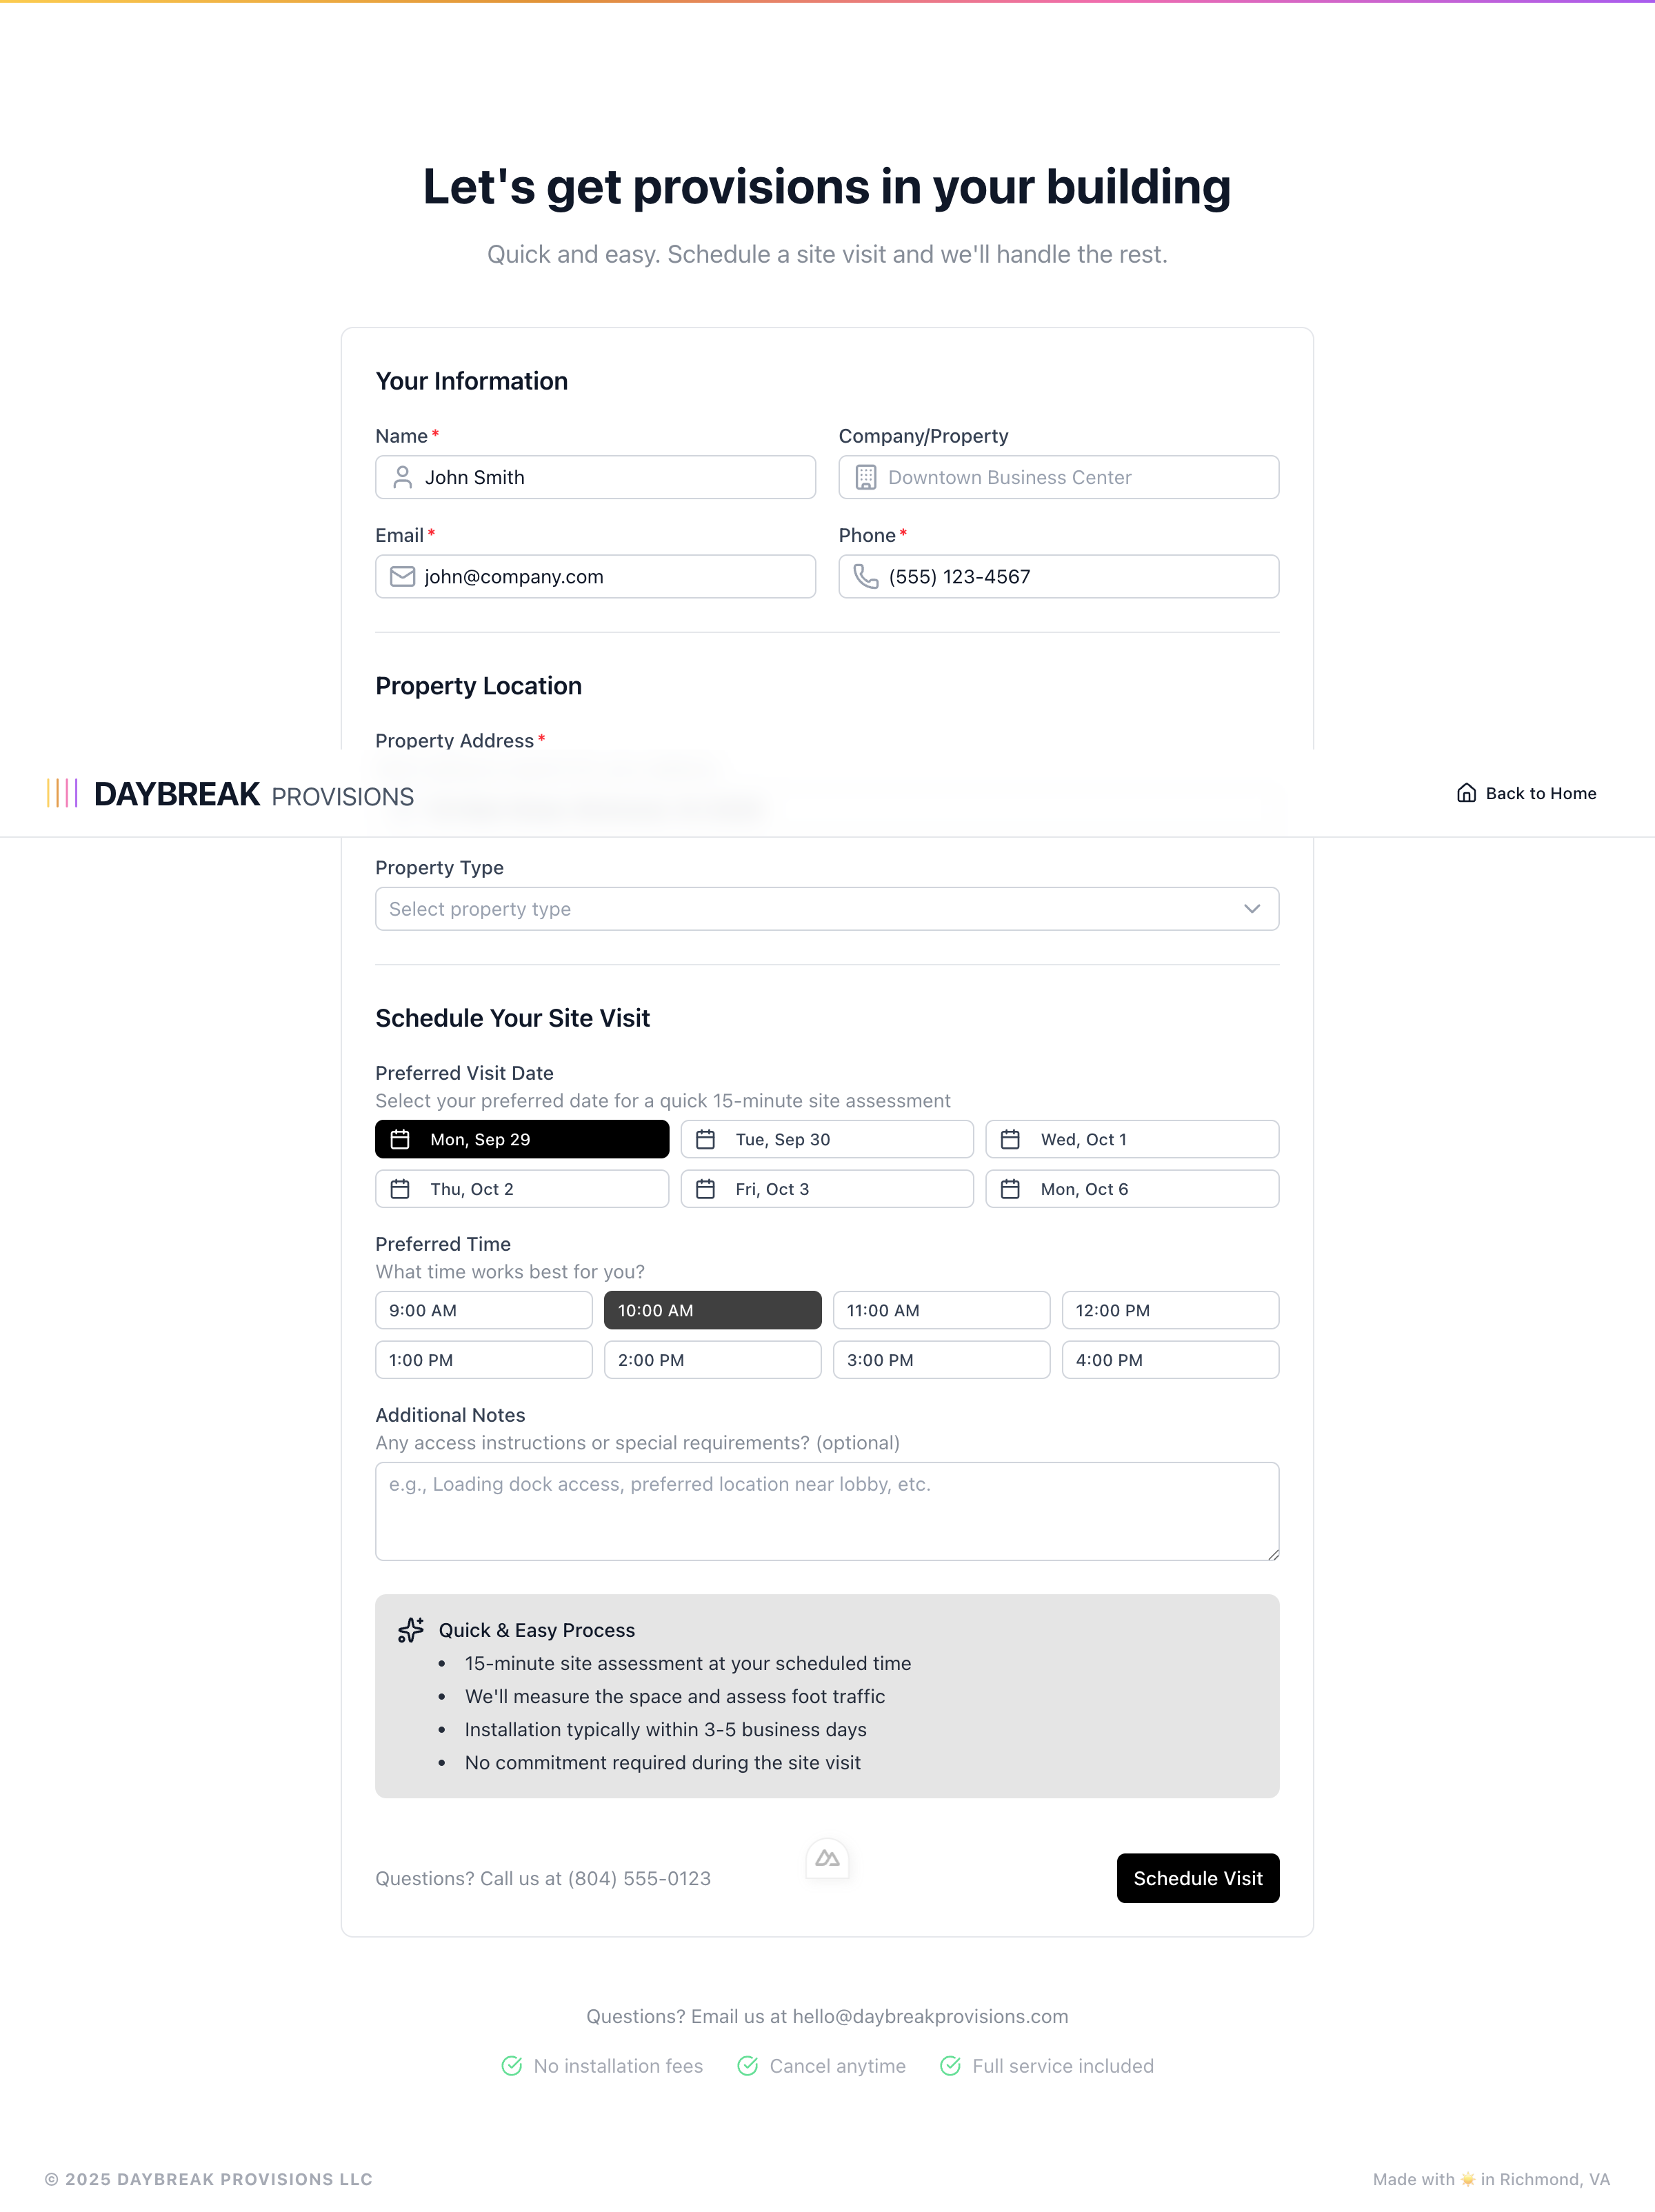 Let's get provisions in your building
Quick and easy. Schedule a site visit and we'll handle the rest.
Your Information
Name* Company/Property
John Smith Downtown Business Center
Email* Phone*
john@company.com (555) 123-4567
Property Location
Property Address*
DAYBREAK PROVISIONS Back to Home
Property Type
Select property type
Schedule Your Site Visit
Preferred Visit Date
Select your preferred date for a quick 15-minute site assessment
Mon, Sep 29 Tue, Sep 30 Wed, Oct 1
Thu, Oct 2 Fri, Oct 3 Mon, Oct 6
Preferred Time
What time works best for you?
9:00 AM 10:00 AM 11:00 AM 12:00 PM
1:00 PM 2:00 PM 3:00 PM 4:00 PM
Additional Notes
Any access instructions or special requirements? (optional)
e.g., Loading dock access, preferred location near lobby, etc.
Quick & Easy Process
• 15-minute site assessment at your scheduled time
• We'll measure the space and assess foot traffic
• Installation typically within 3-5 business days
• No commitment required during the site visit
Questions? Call us at (804) 555-0123 Schedule Visit
Questions? Email us at hello@daybreakprovisions.com
No installation fees Cancel anytime Full service included
© 2025 DAYBREAK PROVISIONS LLC Made with ☀️ in Richmond, VA